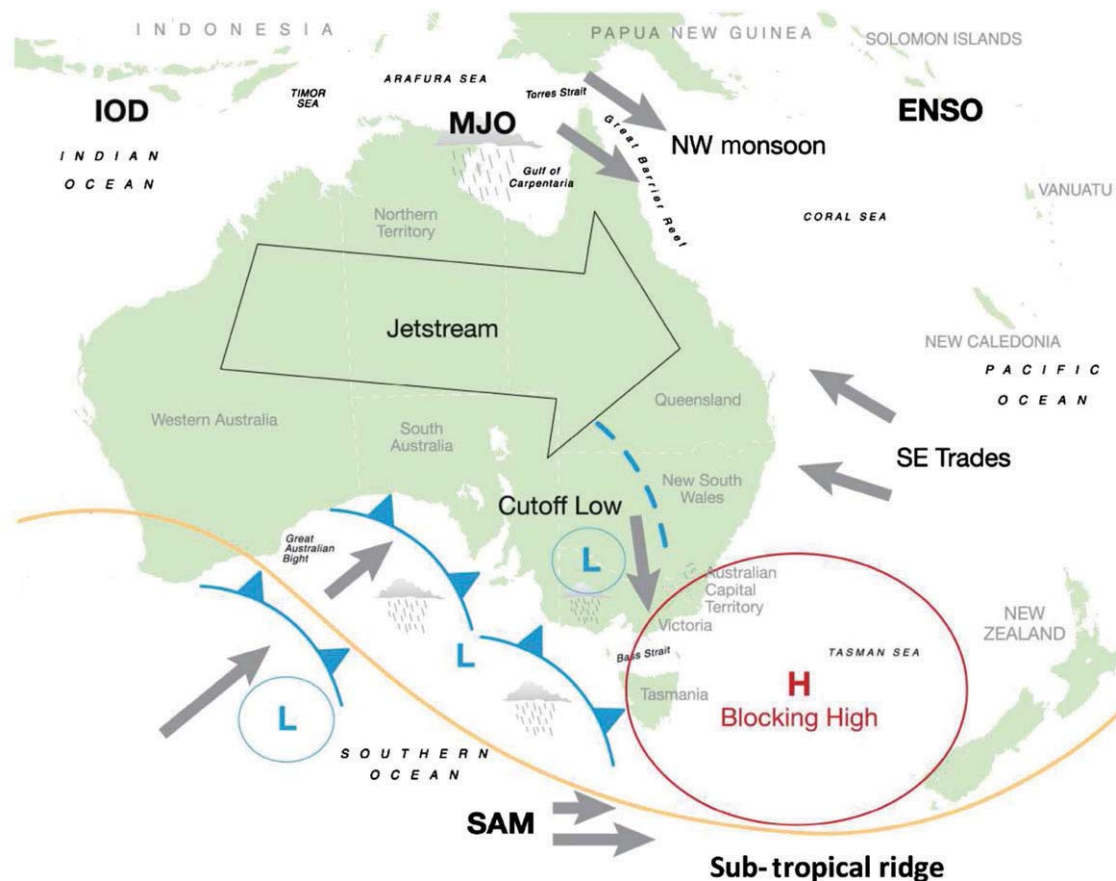 INDONESIA
PAPUA NEW GUINEA
SOLOMON ISLANDS
ARAFURA SEA
TIMOR
SEA
Torres Strait
IOD
MJO
ENSO
NW monsoon
INDIAN
OCEAN
Gulf of
Carpentaria
Great Barrier Reef
VANUATU
Northern
Territory
CORAL SEA
Jetstream
NEW CALEDONIA
PACIFIC
OCEAN
Western Australia
South
Australia
Queensland
SE Trades
New South
Wales
Cutoff Low
L
Great
Australian
Bight
Australian
Capital
Territory
Victoria
NEW
ZEALAND
Bass Strait
TASMAN SEA
L
Tasmania
H
Blocking High
L
SOUTHERN
OCEAN
SAM
Sub-tropical ridge